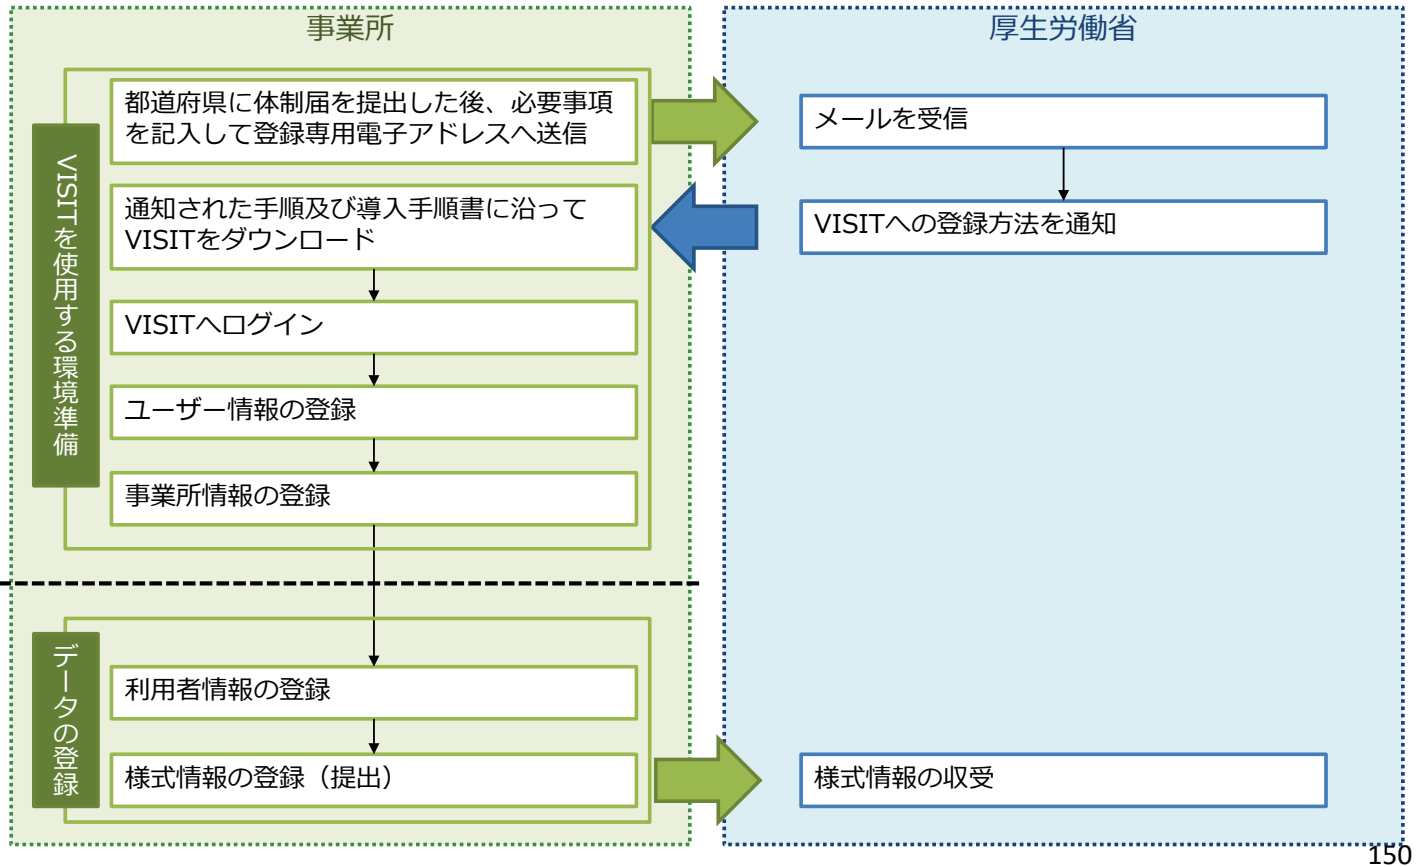 事業所
VISITを使用する環境準備
都道府県に体制届を提出した後、必要事項
を記入して登録専用電子アドレスへ送信
通知された手順及び導入手順書に沿って
VISITをダウンロード
VISITへログイン
ユーザー情報の登録
事業所情報の登録
データの登録
利用者情報の登録
様式情報の登録（提出）
厚生労働省
メールを受信
VISITへの登録方法を通知
様式情報の収受
150